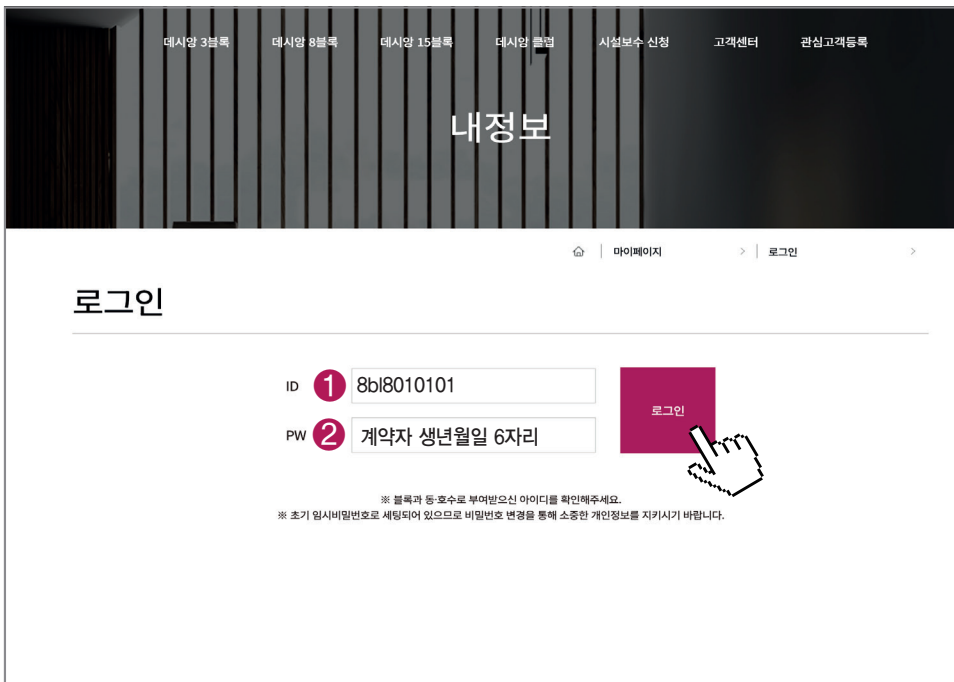 데시앙 3블록 데시앙 8블록 데시앙 15블록 데시앙 클럽 시설보수 신청 고객센터 관심고객등록
내정보
마이페이지 > 로그인 >
로그인
ID 1 8bl8010101
로그인
PW 2 계약자 생년월일 6자리
※ 블록과 동·호수로 부여받으신 아이디를 확인해주세요.
※ 초기 임시비밀번호로 세팅되어 있으므로 비밀번호 변경을 통해 소중한 개인정보를 지키시기 바랍니다.